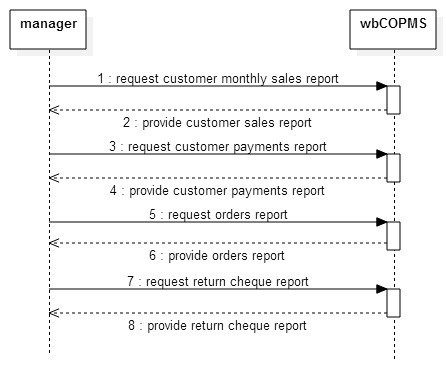 manager
wbCOPMS
1 : request customer monthly sales report
2 : provide customer sales report
3 : request customer payments report
4 : provide customer payments report
5 : request orders report
6 : provide orders report
7 : request return cheque report
8 : provide return cheque report